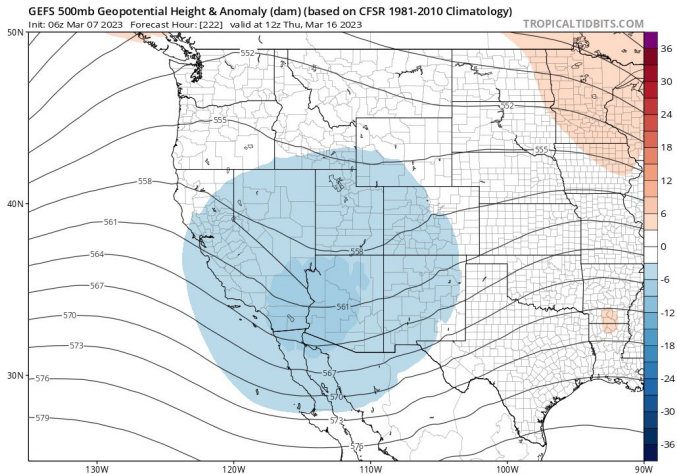 GEFS 500mb Geopotential Height & Anomaly (dam) (based on CFSR 1981-2010 Climatology)
Init: 06z Mar 07 2023 Forecast Hour: [222] valid at 12z Thu, Mar 16 2023
TROPICALTIDBITS.COM
50N
40N
30N
130W
120W
110W
100W
90W
552
552
555
555
558
558
561
561
564
567
567
570
570
573
573
576
576
579
36
30
24
18
12
6
0
-6
-12
-18
-24
-30
-36